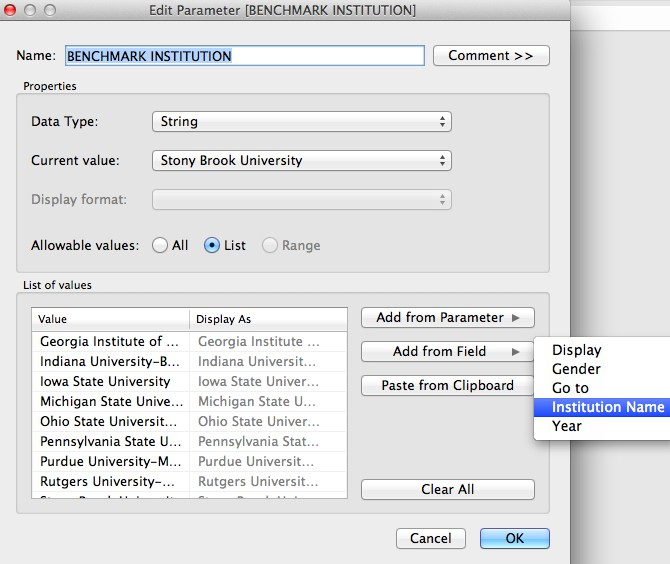 Edit Parameter [BENCHMARK INSTITUTION]
Name: BENCHMARK INSTITUTION Comment >>
Properties
Data Type: String
Current value: Stony Brook University
Display format:
Allowable values: All List Range
List of values
Value Display As
Georgia Institute of ... Georgia Institute ...
Indiana University-B... Indiana Universit...
Iowa State University Iowa State Univer...
Michigan State Unive... Michigan State U...
Ohio State Universit... Ohio State Univer...
Pennsylvania State U... Pennsylvania Stat...
Purdue University-M... Purdue Universit...
Rutgers University-... Rutgers Universit...
Add from Parameter
Add from Field
Paste from Clipboard
Clear All
Display
Gender
Go to
Institution Name
Year
Cancel OK